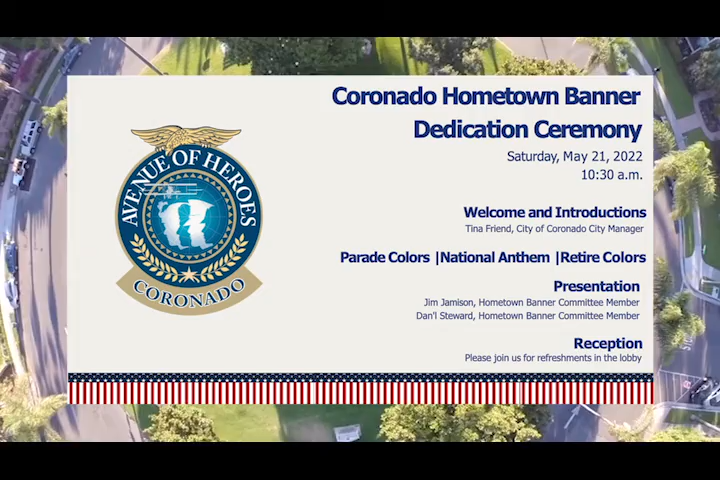 AVENUE OF HEROES
CORONADO
Coronado Hometown Banner
Dedication Ceremony
Saturday, May 21, 2022
10:30 a.m.
Welcome and Introductions
Tina Friend, City of Coronado City Manager
Parade Colors |National Anthem |Retire Colors
Presentation
Jim Jamison, Hometown Banner Committee Member
Dan'l Steward, Hometown Banner Committee Member
Reception
Please join us for refreshments in the lobby